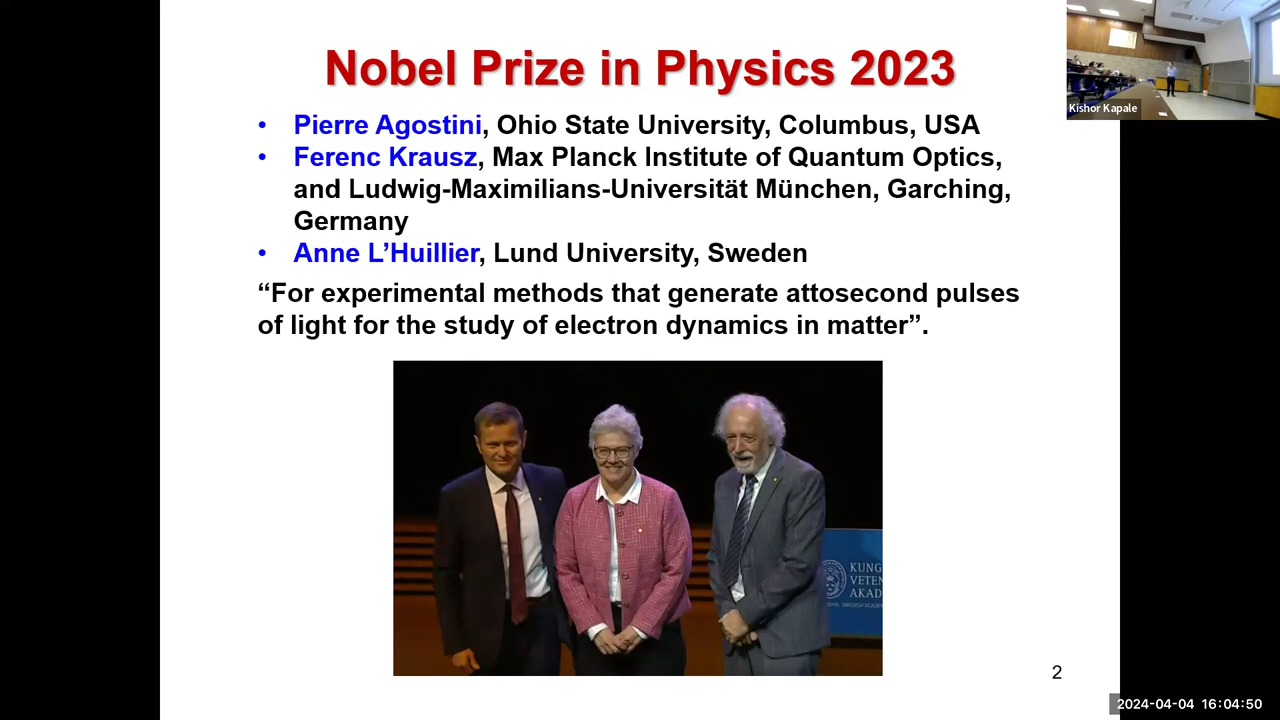 Nobel Prize in Physics 2023
Kishor Kapale
• Pierre Agostini, Ohio State University, Columbus, USA
• Ferenc Krausz, Max Planck Institute of Quantum Optics,
and Ludwig-Maximilians-Universität München, Garching,
Germany
• Anne L’Huillier, Lund University, Sweden
“For experimental methods that generate attosecond pulses
of light for the study of electron dynamics in matter”.
KUNG
VETEN
AKAD
2
2024-04-04 16:04:50